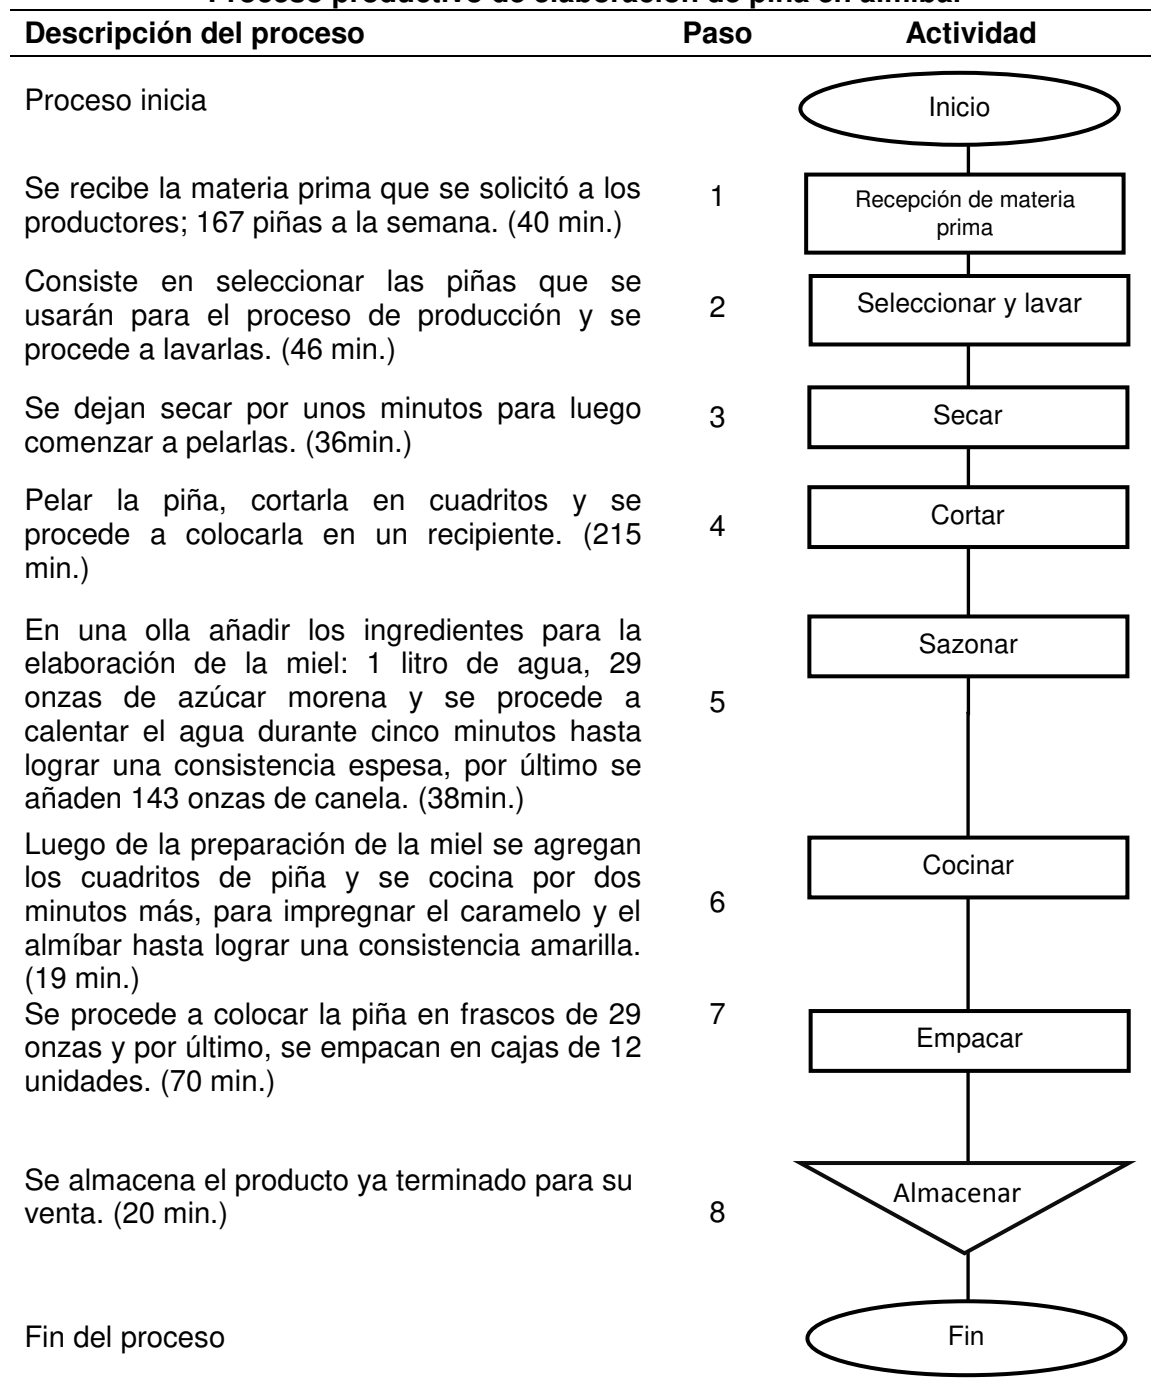 Proceso productivo de elaboración de piña en almíbar
Descripción del proceso Paso Actividad
Proceso inicia
Inicio
Se recibe la materia prima que se solicitó a los
productores; 167 piñas a la semana. (40 min.)
1
Recepción de materia
prima
Consiste en seleccionar las piñas que se
usarán para el proceso de producción y se
procede a lavarlas. (46 min.)
2
Seleccionar y lavar
Se dejan secar por unos minutos para luego
comenzar a pelarlas. (36min.)
3
Secar
Pelar la piña, cortarla en cuadritos y se
procede a colocarla en un recipiente. (215
min.)
4
Cortar
En una olla añadir los ingredientes para la
elaboración de la miel: 1 litro de agua, 29
onzas de azúcar morena y se procede a
calentar el agua durante cinco minutos hasta
lograr una consistencia espesa, por último se
añaden 143 onzas de canela. (38min.)
5
Sazonar
Luego de la preparación de la miel se agregan
los cuadritos de piña y se cocina por dos
minutos más, para impregnar el caramelo y el
almíbar hasta lograr una consistencia amarilla.
(19 min.)
6
Cocinar
Se procede a colocar la piña en frascos de 29
onzas y por último, se empacan en cajas de 12
unidades. (70 min.)
7
Empacar
Se almacena el producto ya terminado para su
venta. (20 min.)
8
Almacenar
Fin del proceso
Fin